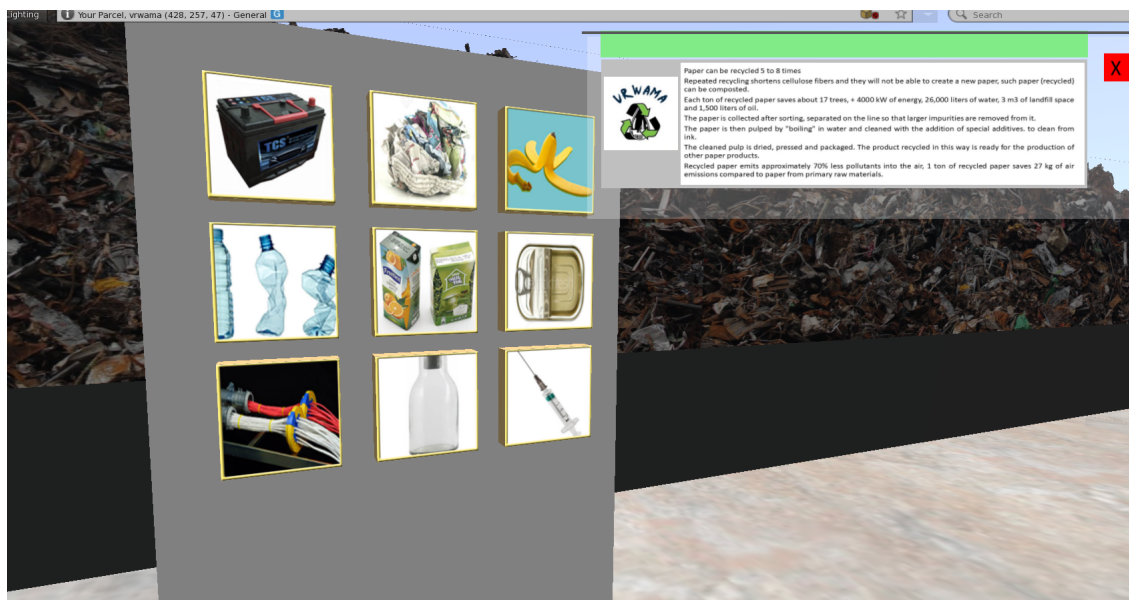 Lighting
Your Parcel, vrwama (428, 257, 47) - General G
Search
X
VRWAMA
Paper can be recycled 5 to 8 times
Repeated recycling shortens cellulose fibers and they will not be able to create a new paper, such paper (recycled)
can be composted.
Each ton of recycled paper saves about 17 trees, + 4000 kW of energy, 26,000 liters of water, 3 m3 of landfill space
and 1,500 liters of oil.
The paper is collected after sorting, separated on the line so that larger impurities are removed from it.
The paper is then pulped by "boiling" in water and cleaned with the addition of special additives. to clean from
ink.
The cleaned pulp is dried, pressed and packaged. The product recycled in this way is ready for the production of
other paper products.
Recycled paper emits approximately 70% less pollutants into the air, 1 ton of recycled paper saves 27 kg of air
emissions compared to paper from primary raw materials.
TCS